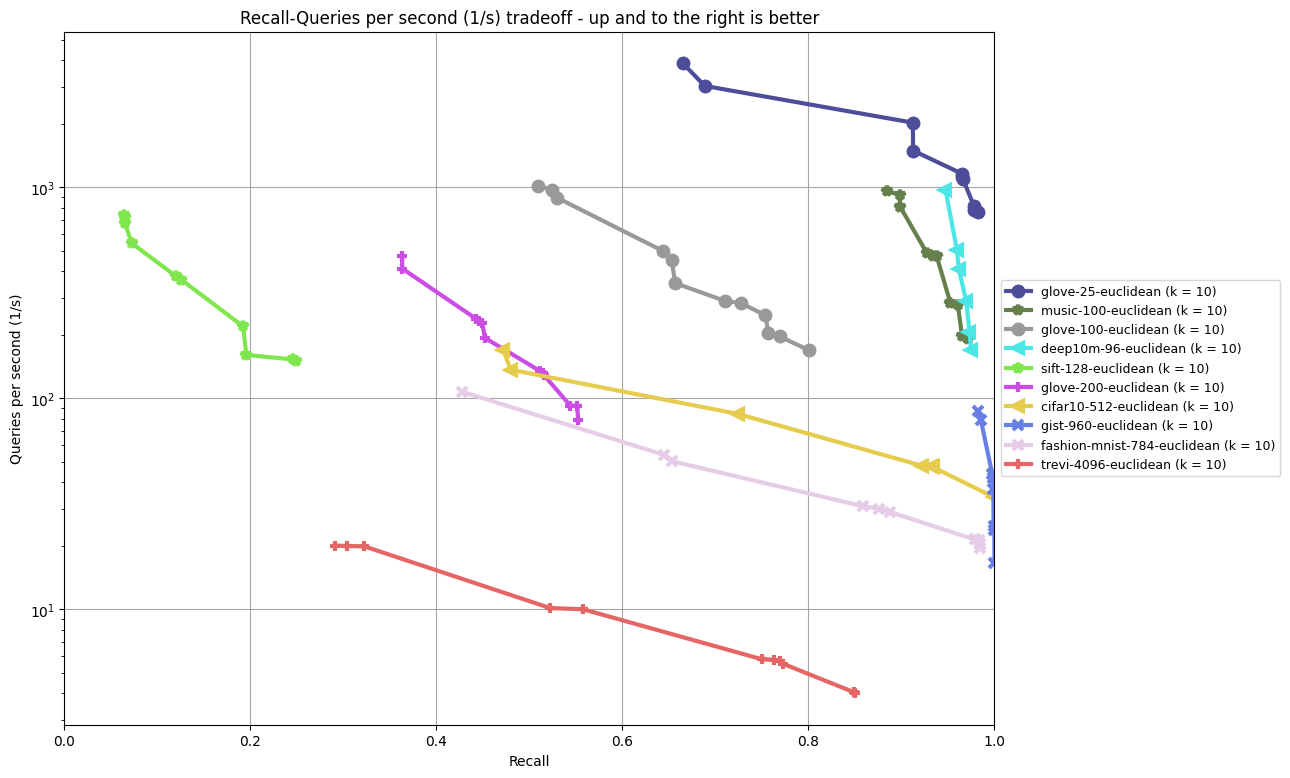 Recall-Queries per second (1/s) tradeoff - up and to the right is better
Queries per second (1/s)
10³
10²
10¹
0.0
0.2
0.4
0.6
0.8
1.0
Recall
glove-25-euclidean (k = 10)
music-100-euclidean (k = 10)
glove-100-euclidean (k = 10)
deep10m-96-euclidean (k = 10)
sift-128-euclidean (k = 10)
glove-200-euclidean (k = 10)
cifar10-512-euclidean (k = 10)
gist-960-euclidean (k = 10)
fashion-mnist-784-euclidean (k = 10)
trevi-4096-euclidean (k = 10)